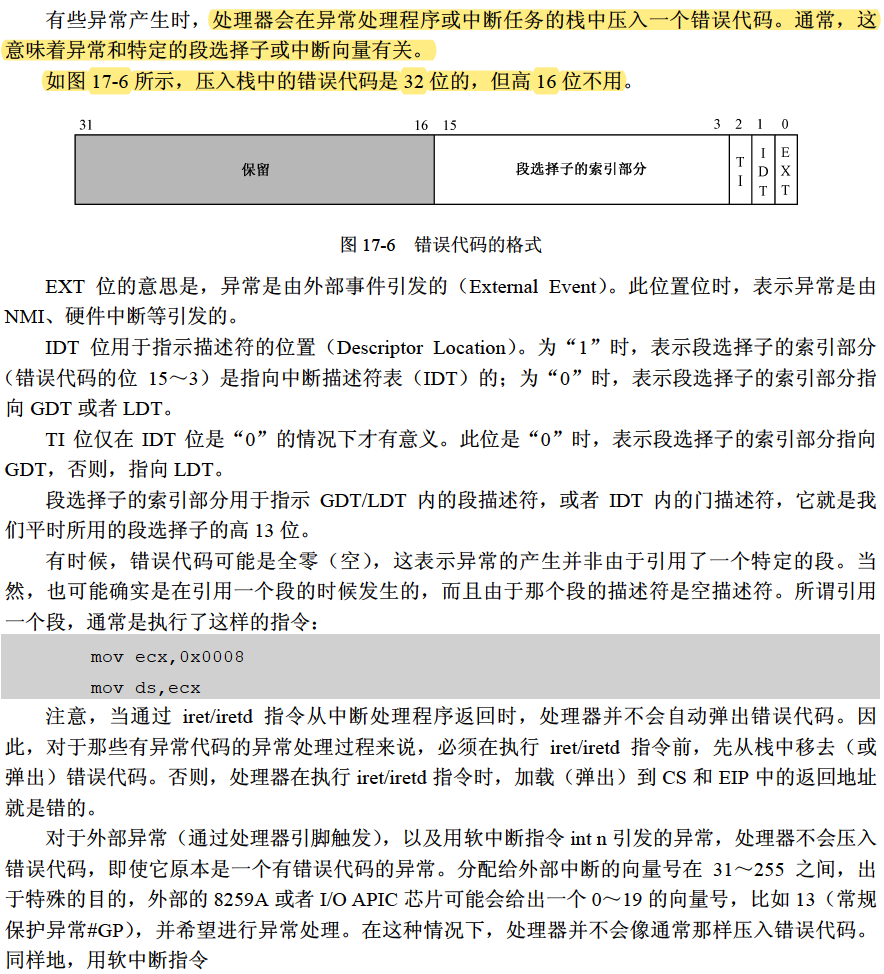 有些异常产生时，处理器会在异常处理程序或中断任务的栈中压入一个错误代码。通常，这
意味着异常和特定的段选择子或中断向量有关。
如图 17-6 所示，压入栈中的错误代码是 32 位的，但高 16 位不用。
31 16 15 3 2 1 0
保留 段选择子的索引部分 TI IDT EXT
图 17-6 错误代码的格式
EXT 位的意思是，异常是由外部事件引发的（External Event）。此位置位时，表示异常是由
NMI、硬件中断等引发的。
IDT 位用于指示描述符的位置（Descriptor Location）。为“1”时，表示段选择子的索引部分
（错误代码的位 15～3）是指向中断描述符表（IDT）的；为“0”时，表示段选择子的索引部分指
向 GDT 或者 LDT。
TI 位仅在 IDT 位是“0”的情况下才有意义。此位是“0”时，表示段选择子的索引部分指向
GDT，否则，指向 LDT。
段选择子的索引部分用于指示 GDT/LDT 内的段描述符，或者 IDT 内的门描述符，它就是我
们平时所用的段选择子的高 13 位。
有时候，错误代码可能是全零（空），这表示异常的产生并非由于引用了一个特定的段。当
然，也可能确实是在引用一个段的时候发生的，而且由于那个段的描述符是空描述符。所谓引用
一个段，通常是执行了这样的指令：
mov ecx,0x0008
mov ds,ecx
注意，当通过 iret/iretd 指令从中断处理程序返回时，处理器并不会自动弹出错误代码。因
此，对于那些有异常代码的异常处理过程来说，必须在执行 iret/iretd 指令前，先从栈中移去（或
弹出）错误代码。否则，处理器在执行 iret/iretd 指令时，加载（弹出）到 CS 和 EIP 中的返回地址
就是错的。
对于外部异常（通过处理器引脚触发），以及用软中断指令 int n 引发的异常，处理器不会压入
错误代码，即使它原本是一个有错误代码的异常。分配给外部中断的向量号在 31～255 之间，出
于特殊的目的，外部的 8259A 或者 I/O APIC 芯片可能会给出一个 0～19 的向量号，比如 13（常规
保护异常#GP），并希望进行异常处理。在这种情况下，处理器并不会像通常那样压入错误代码。
同样地，用软中断指令